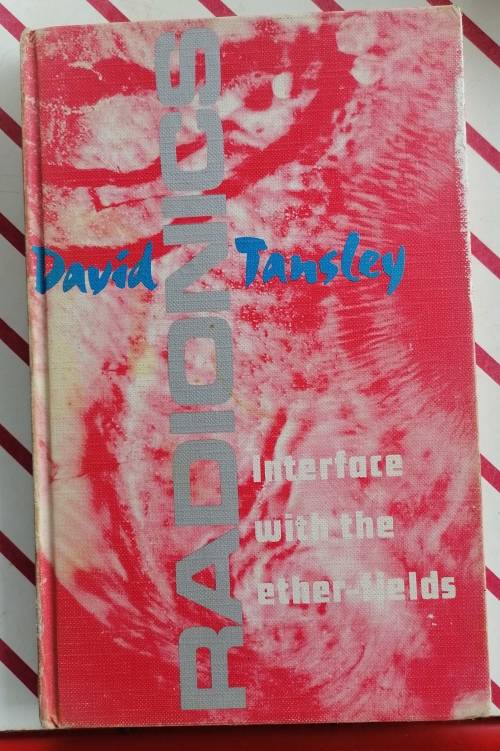 RADIONICS
David Tansley
Interface
with the
ether-fields